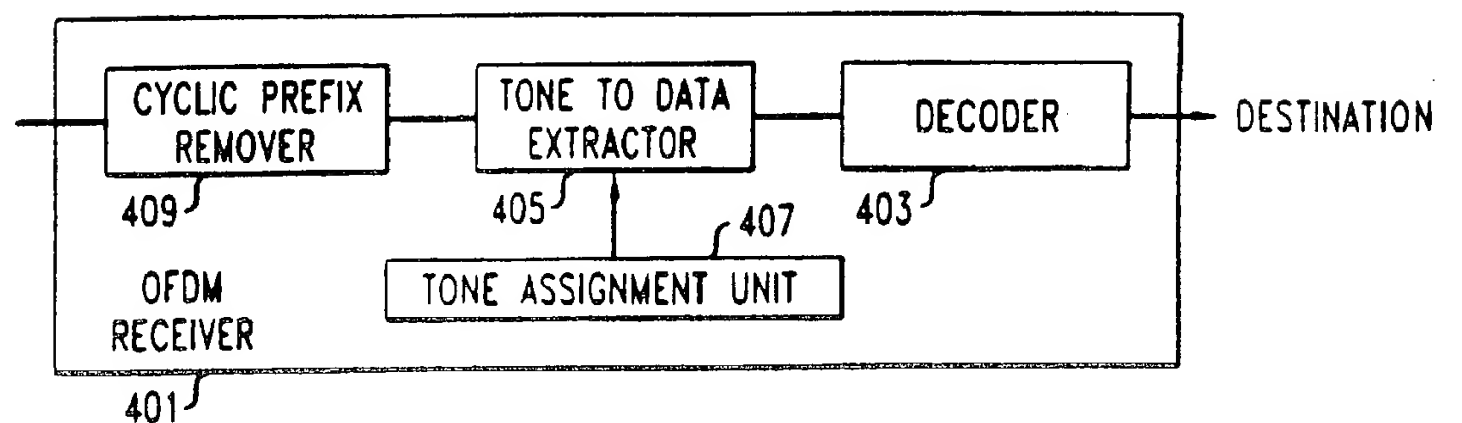 CYCLIC PREFIX
REMOVER
409
TONE TO DATA
EXTRACTOR
405
DECODER
403
DESTINATION
407
TONE ASSIGNMENT UNIT
OFDM
RECEIVER
401